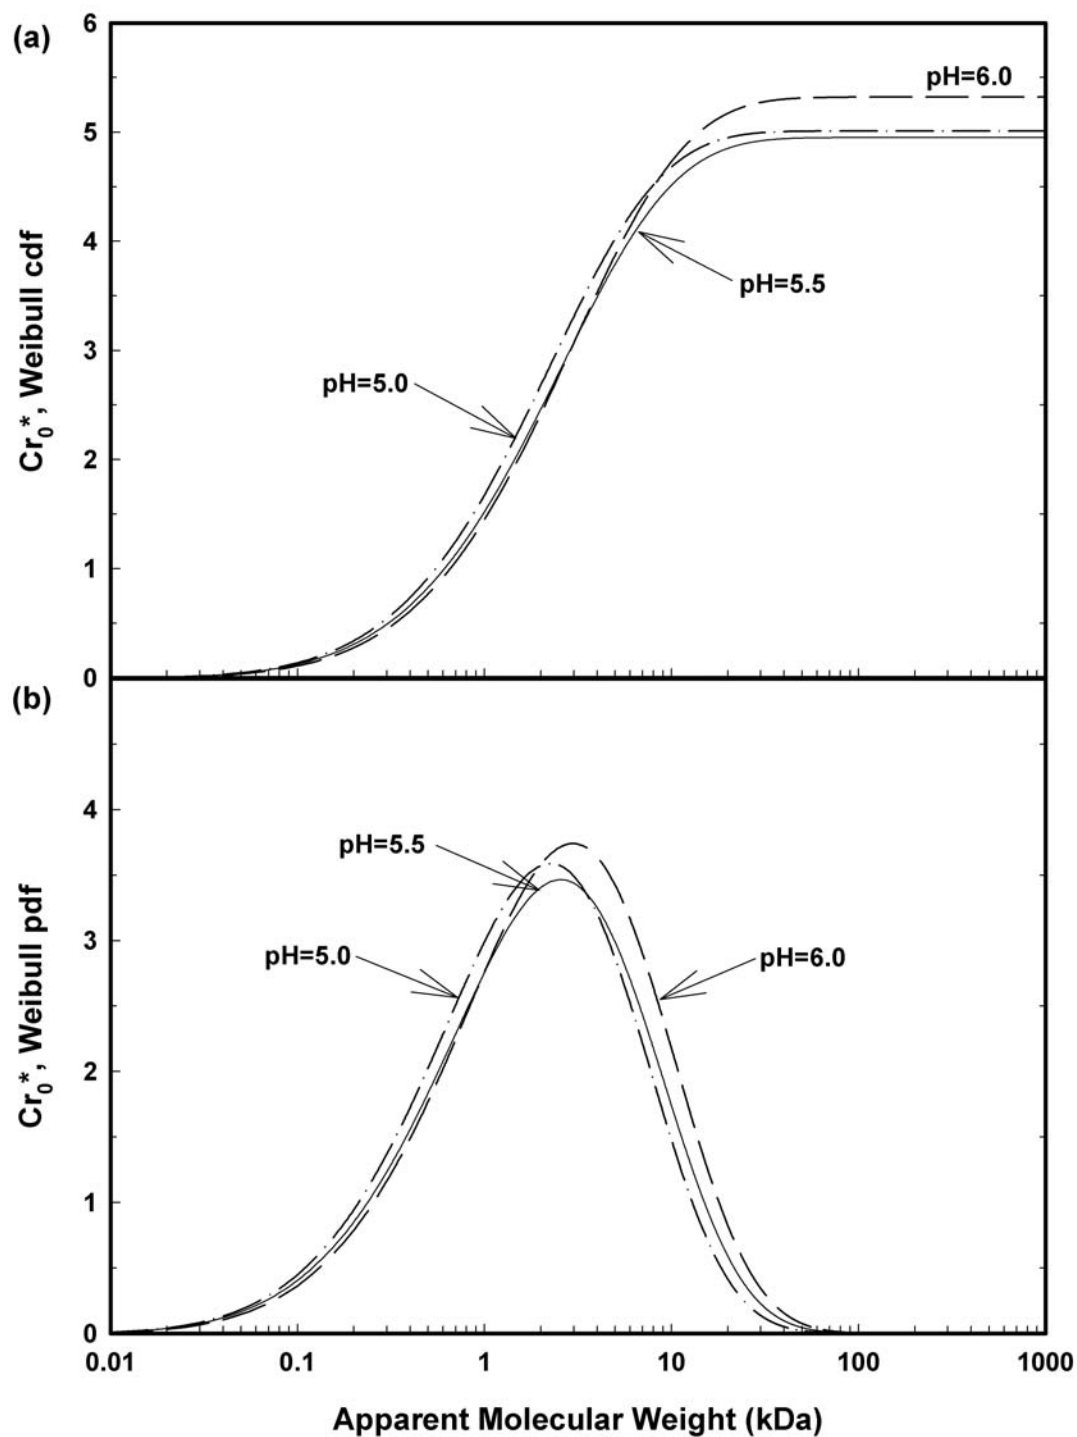 (a)
6
5
4
3
2
1
0
Cr0*, Weibull cdf
pH=6.0
pH=5.5
pH=5.0
(b)
4
3
2
1
0
Cr0*, Weibull pdf
pH=5.5
pH=5.0
pH=6.0
0.01 0.1 1 10 100 1000
Apparent Molecular Weight (kDa)